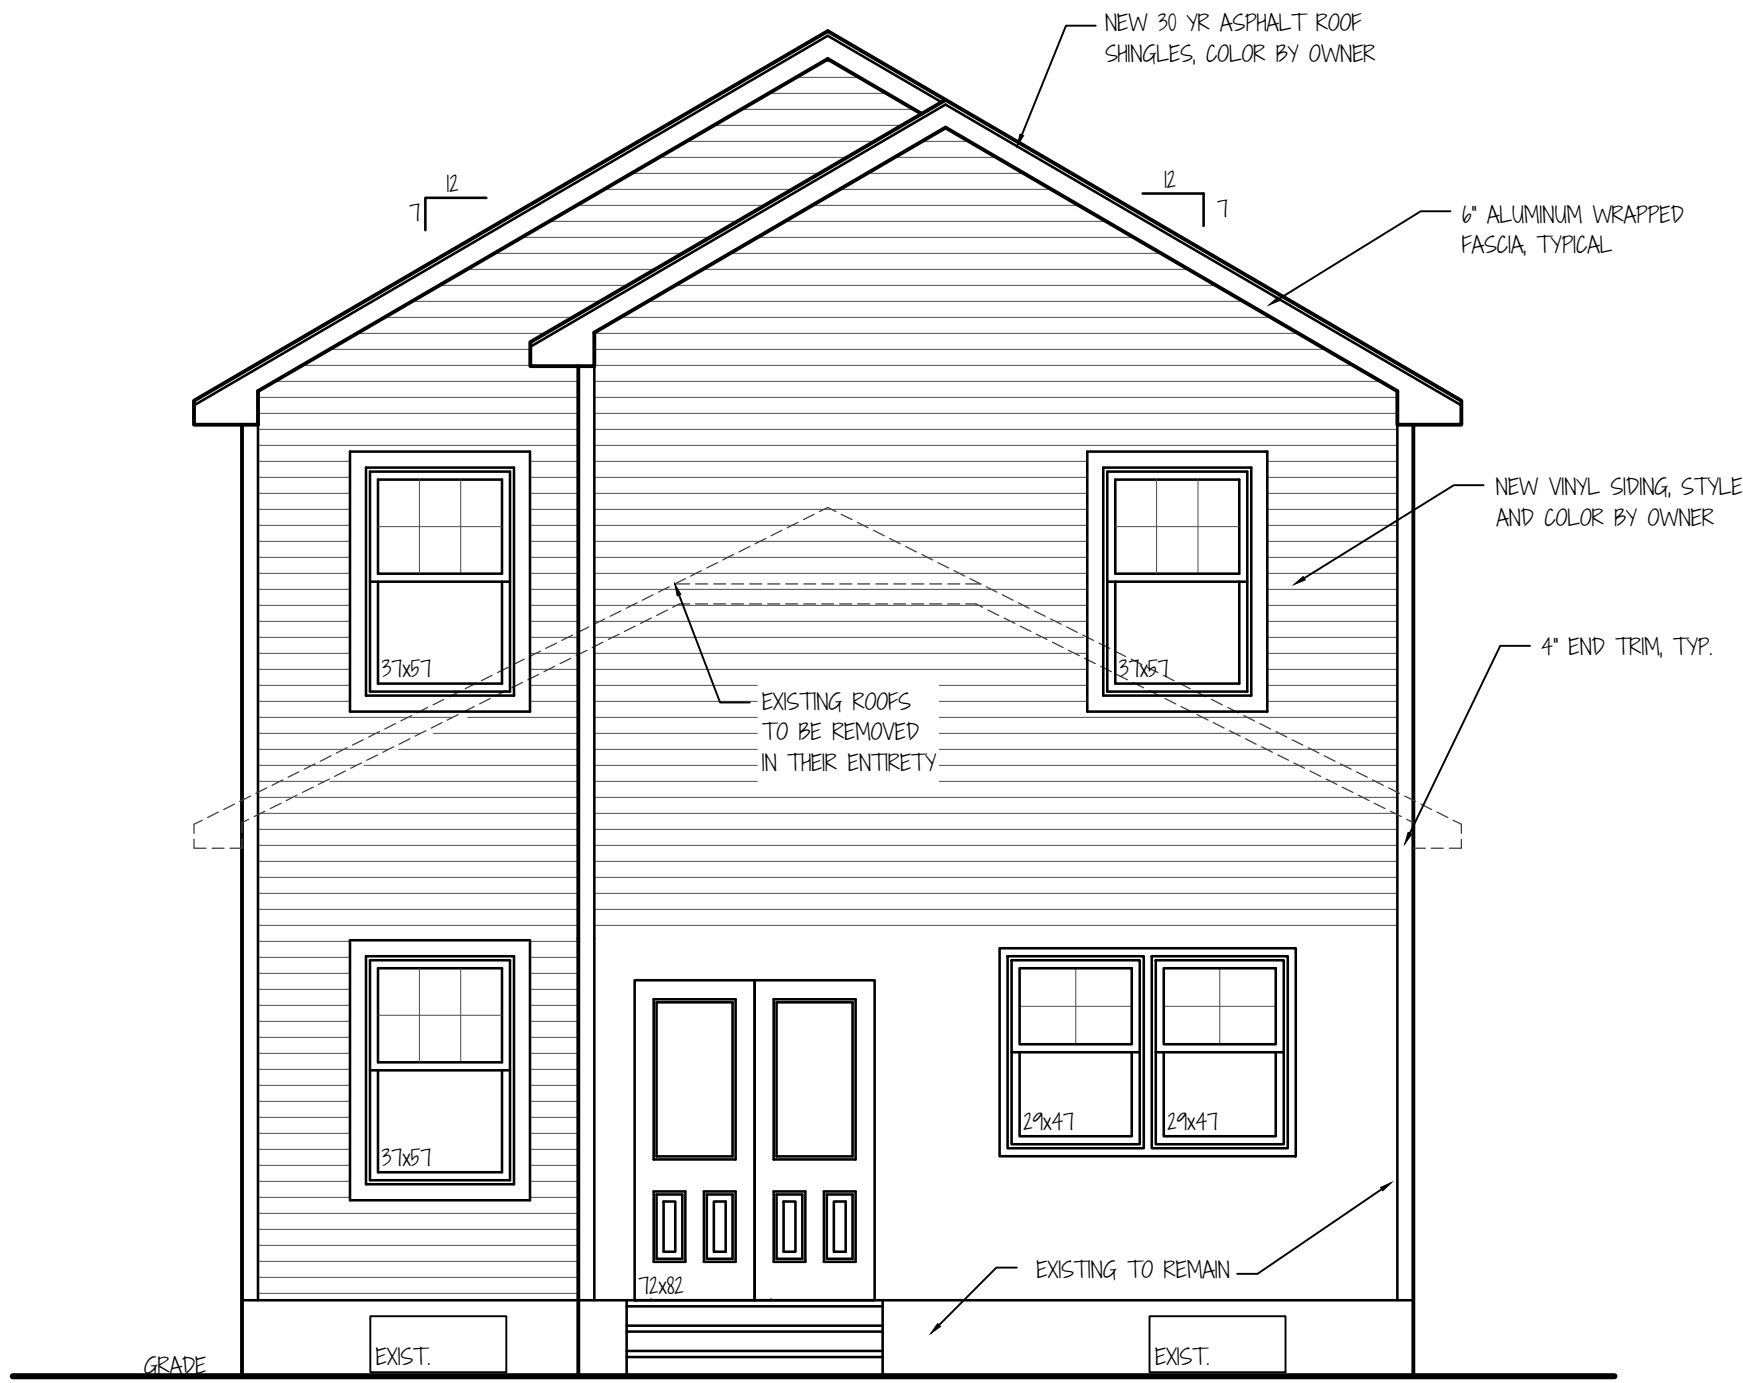 NEW 30 YR ASPHALT ROOF
SHINGLES, COLOR BY OWNER
12
7
12
7
6" ALUMINUM WRAPPED
FASCIA, TYPICAL
NEW VINYL SIDING, STYLE
AND COLOR BY OWNER
4" END TRIM, TYP.
37x57
37x57
EXISTING ROOFS
TO BE REMOVED
IN THEIR ENTIRETY
29x47
29x47
37x57
EXISTING TO REMAIN
72x82
EXIST.
EXIST.
GRADE